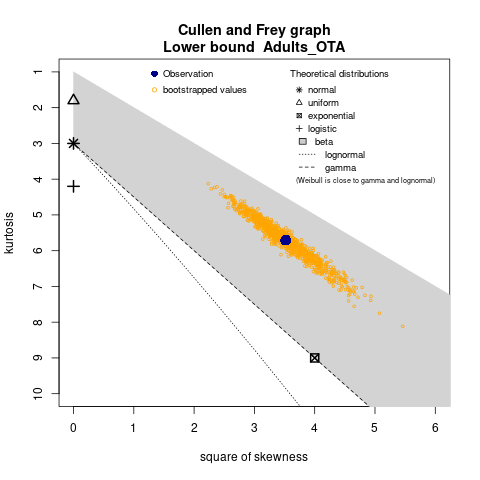 Cullen and Frey graph
Lower bound  Adults_OTA
Observation
bootstrapped values
Theoretical distributions
normal
uniform
exponential
logistic
beta
lognormal
gamma
(Weibull is close to gamma and lognormal)
kurtosis
1
2
3
4
5
6
7
8
9
10
0 1 2 3 4 5 6
square of skewness